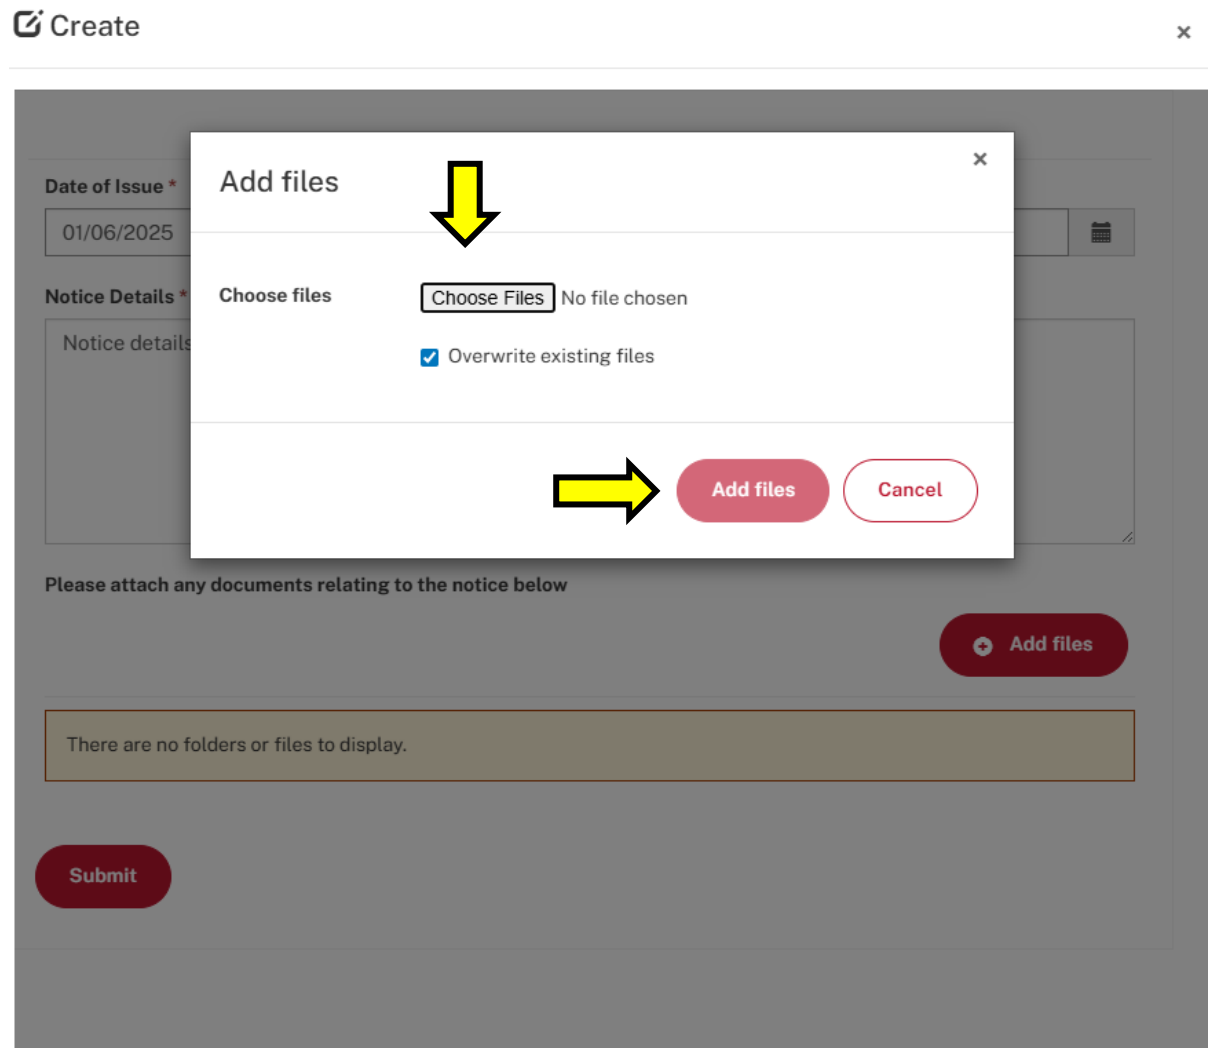 Create
×
Add files
×
Date of Issue *
01/06/2025
Choose files
Choose Files No file chosen
Notice Details *
Notice details
Overwrite existing files
Add files
Cancel
Please attach any documents relating to the notice below
Add files
There are no folders or files to display.
Submit